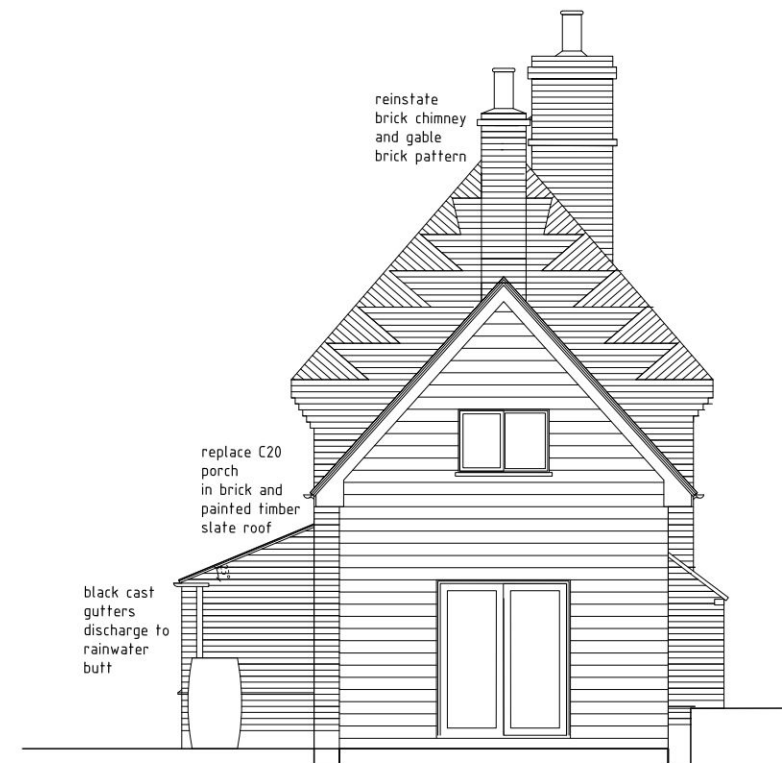 reinstate
brick chimney
and gable
brick pattern
replace C20
porch
in brick and
painted timber
slate roof
black cast
gutters
discharge to
rainwater
butt